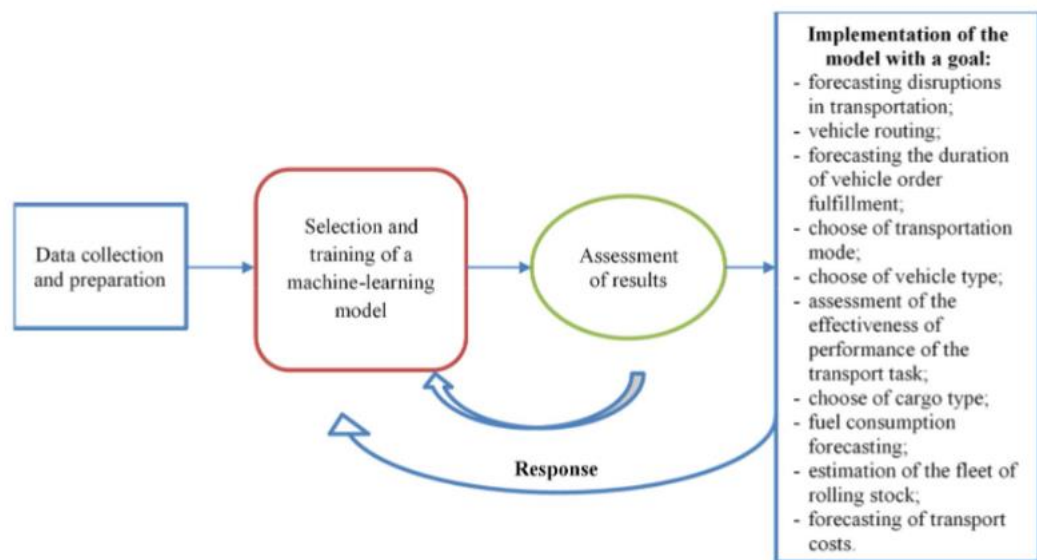 Data collection
and preparation
Selection and
training of a
machine-learning
model
Assessment
of results
Response
Implementation of the
model with a goal:
- forecasting disruptions
in transportation;
- vehicle routing;
- forecasting the duration
of vehicle order
fulfillment;
- choose of transportation
mode;
- choose of vehicle type;
- assessment of the
effectiveness of
performance of the
transport task;
- choose of cargo type;
- fuel consumption
forecasting;
- estimation of the fleet of
rolling stock;
- forecasting of transport
costs.